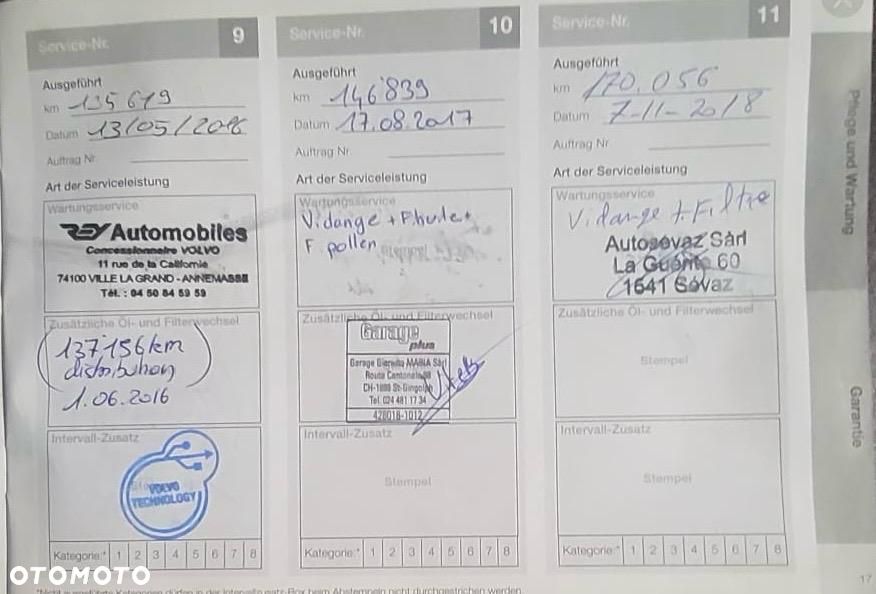 Service-Nr. 9
Ausgeführt
km 135 619
Datum 13/05/2016
Auftrag Nr.
Art der Serviceleistung
Wartungsservice
REY Automobiles
Concessionnaire VOLVO
11 rue de la Californie
74100 VILLE LA GRAND - ANNEMASSE
Tél. : 04 50 84 59 59
Zusätzliche Öl- und Filterwechsel
137'156 km
distribution
1.06.2016
Intervall-Zusatz
VOLVO
TECHNOLOGY
Kategorie:* 1 2 3 4 5 6 7 8
Service-Nr. 10
Ausgeführt
km 146'839
Datum 17.08.2017
Auftrag Nr.
Art der Serviceleistung
Wartungsservice
Vidange + F. huile +
F. pollen
Zusätzliche Öl- und Filterwechsel
Garage
plus
Garage MARIA Sàrl
Route Cantonale
CH-1898 St-Gingolph
Tel. 024 481 17 34
428018-1012
Intervall-Zusatz
Stempel
Kategorie:* 1 2 3 4 5 6 7 8
Service-Nr. 11
Ausgeführt
km 170.056
Datum 7-11-2018
Auftrag Nr.
Art der Serviceleistung
Wartungsservice
Vidange + Filtre
Autosévaz Sàrl
La Guérite 60
1541 Sévaz
Zusätzliche Öl- und Filterwechsel
Stempel
Intervall-Zusatz
Stempel
Kategorie:* 1 2 3 4 5 6 7 8
Pflege und Wartung
Garantie
17
OTOMOTO